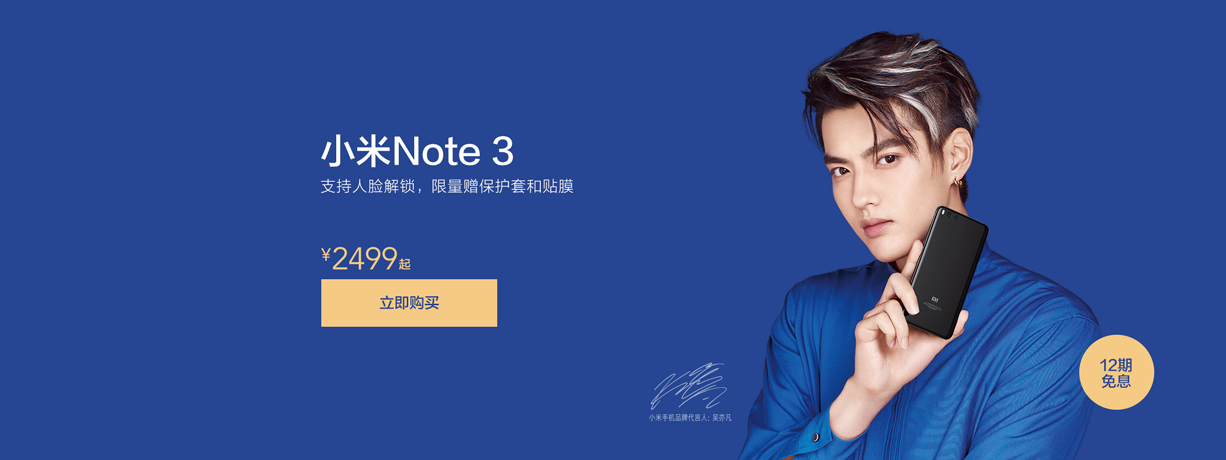 小米Note 3
支持人脸解锁，限量赠保护套和贴膜
¥2499起
立即购买
小米手机品牌代言人：吴亦凡
12期
免息